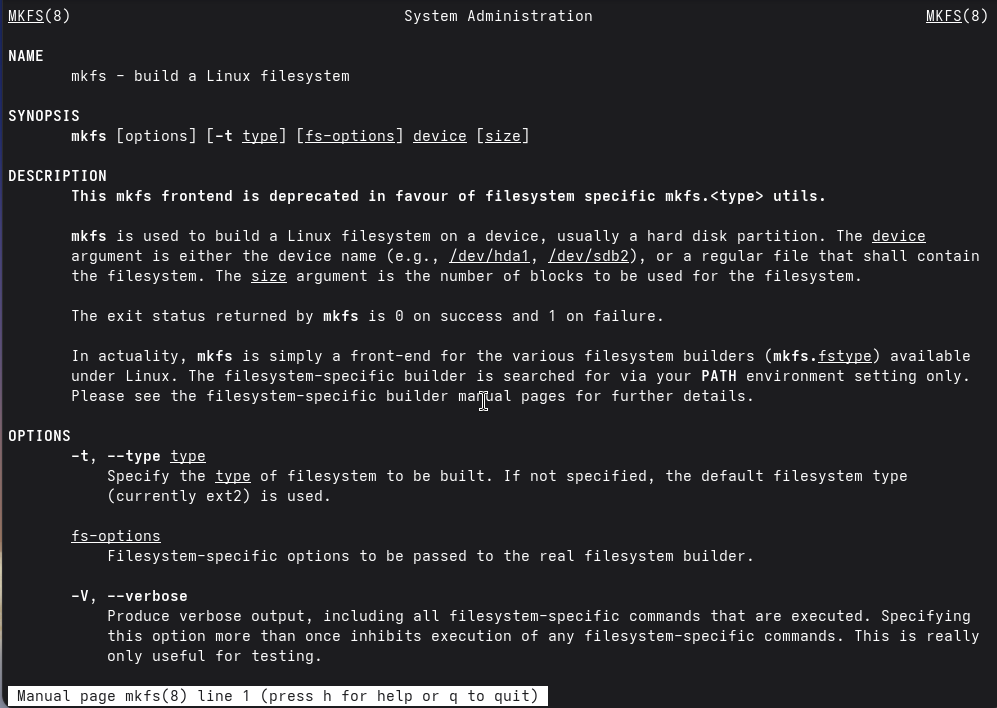 MKFS(8) System Administration MKFS(8)
NAME
mkfs - build a Linux filesystem
SYNOPSIS
mkfs [options] [-t type] [fs-options] device [size]
DESCRIPTION
This mkfs frontend is deprecated in favour of filesystem specific mkfs.<type> utils.
mkfs is used to build a Linux filesystem on a device, usually a hard disk partition. The device
argument is either the device name (e.g., /dev/hda1, /dev/sdb2), or a regular file that shall contain
the filesystem. The size argument is the number of blocks to be used for the filesystem.
The exit status returned by mkfs is 0 on success and 1 on failure.
In actuality, mkfs is simply a front-end for the various filesystem builders (mkfs.fstype) available
under Linux. The filesystem-specific builder is searched for via your PATH environment setting only.
Please see the filesystem-specific builder manual pages for further details.
OPTIONS
-t, --type type
Specify the type of filesystem to be built. If not specified, the default filesystem type
(currently ext2) is used.
fs-options
Filesystem-specific options to be passed to the real filesystem builder.
-V, --verbose
Produce verbose output, including all filesystem-specific commands that are executed. Specifying
this option more than once inhibits execution of any filesystem-specific commands. This is really
only useful for testing.
Manual page mkfs(8) line 1 (press h for help or q to quit)